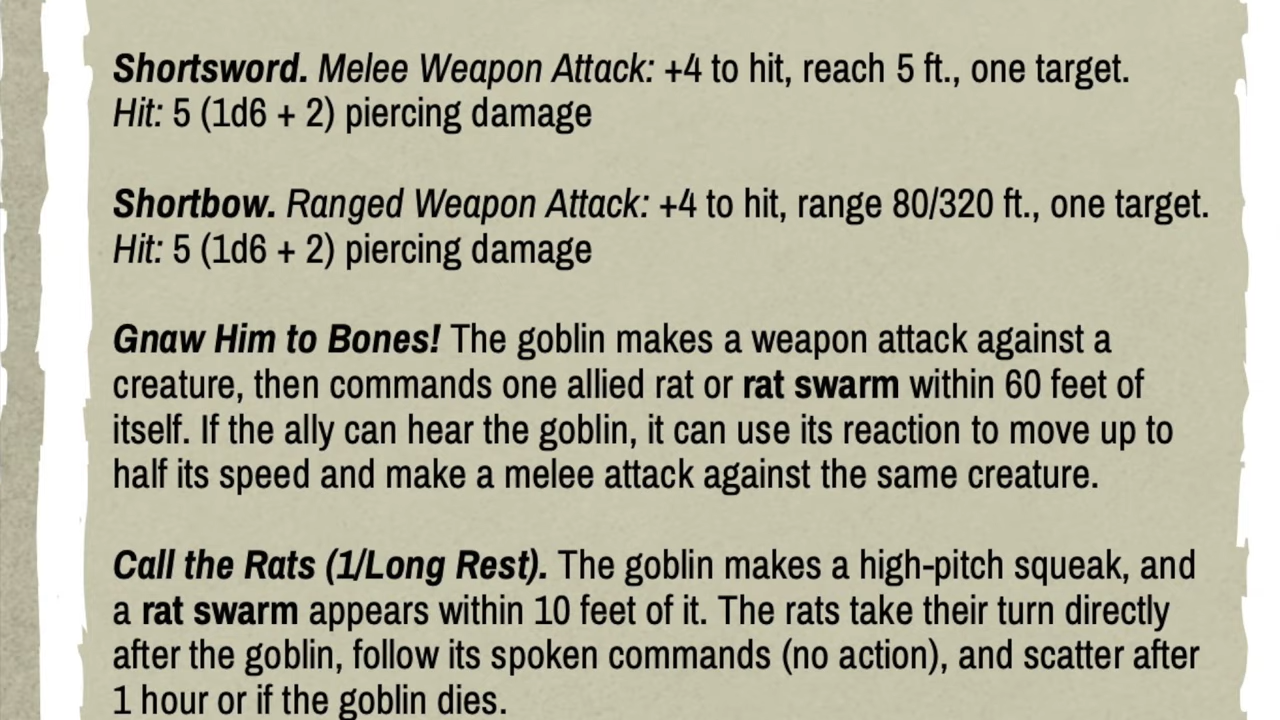 Shortsword. Melee Weapon Attack: +4 to hit, reach 5 ft., one target.
Hit: 5 (1d6 + 2) piercing damage
Shortbow. Ranged Weapon Attack: +4 to hit, range 80/320 ft., one target.
Hit: 5 (1d6 + 2) piercing damage
Gnaw Him to Bones! The goblin makes a weapon attack against a
creature, then commands one allied rat or rat swarm within 60 feet of
itself. If the ally can hear the goblin, it can use its reaction to move up to
half its speed and make a melee attack against the same creature.
Call the Rats (1/Long Rest). The goblin makes a high-pitch squeak, and
a rat swarm appears within 10 feet of it. The rats take their turn directly
after the goblin, follow its spoken commands (no action), and scatter after
1 hour or if the goblin dies.